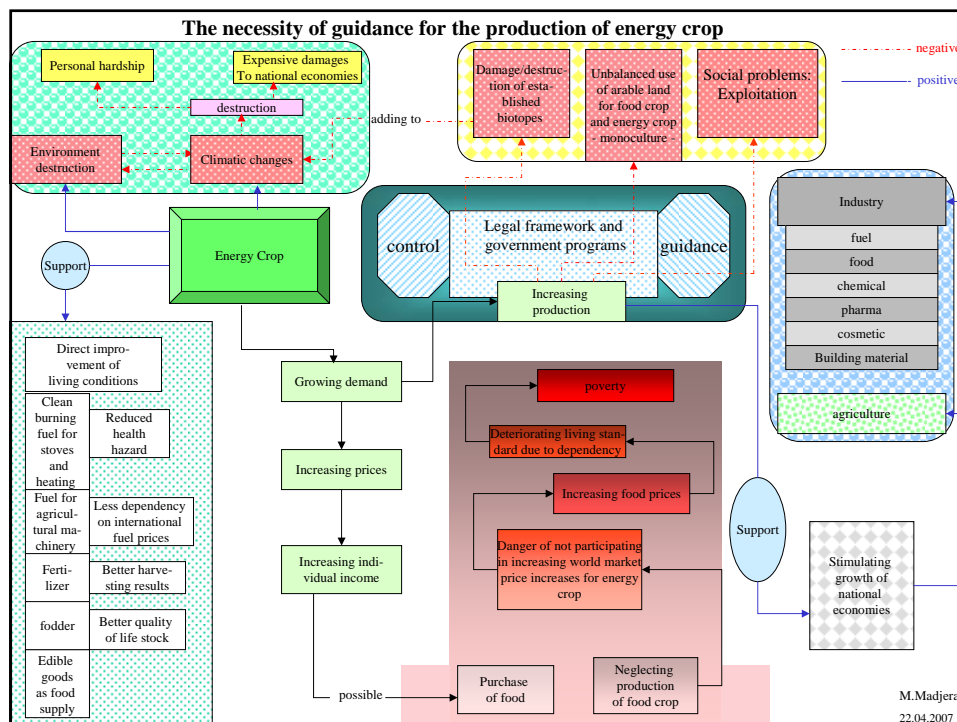 The necessity of guidance for the production of energy crop
Personal hardship
Expensive damages
To national economies
destruction
Environment
destruction
Climatic changes
adding to
Damage/destruc-
tion of esta-
blished
biotopes
Unbalanced use
of arable land
for food crop
and energy crop
- monoculture -
Social problems:
Exploitation
negative
positive
control
Legal framework and
government programs
guidance
Increasing
production
Industry
fuel
food
chemical
pharma
cosmetic
Building material
agriculture
Energy Crop
Support
Direct impro-
vement of
living conditions
Clean
burning
fuel for
stoves and
heating
Reduced
health
hazard
Fuel for
agricul-
tural ma-
chinery
Less dependency
on international
fuel prices
Ferti-
lizer
Better harve-
sting results
fodder
Better quality
of life stock
Edible
goods
as food
supply
Growing demand
Increasing prices
Increasing indi-
vidual income
possible
poverty
Deteriorating living stan-
dard due to dependency
Increasing food prices
Danger of not participating
in increasing world market
price increases for energy
crop
Purchase
of food
Neglecting
production
of food crop
Support
Stimulating
growth of
national
economies
M.Madjera
22.04.2007